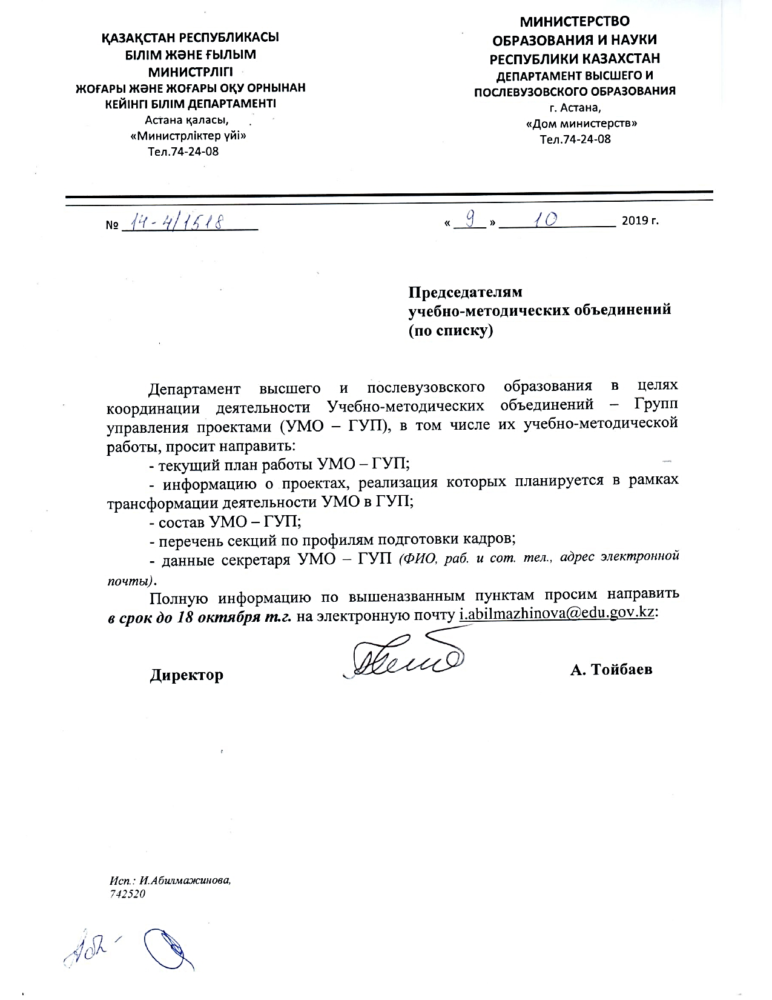 ҚАЗАҚСТАН РЕСПУБЛИКАСЫ
БІЛІМ ЖӘНЕ ҒЫЛЫМ
МИНИСТРЛІГІ
ЖОҒАРЫ ЖӘНЕ ЖОҒАРЫ ОҚУ ОРНЫНАН
КЕЙІНГІ БІЛІМ ДЕПАРТАМЕНТІ
Астана қаласы,
«Министрліктер үйі»
Тел.74-24-08
МИНИСТЕРСТВО
ОБРАЗОВАНИЯ И НАУКИ
РЕСПУБЛИКИ КАЗАХСТАН
ДЕПАРТАМЕНТ ВЫСШЕГО И
ПОСЛЕВУЗОВСКОГО ОБРАЗОВАНИЯ
г. Астана,
«Дом министерств»
Тел.74-24-08
№ 14-4/1518
« 9 » 10 2019 г.
Председателям
учебно-методических объединений
(по списку)
Департамент высшего и послевузовского образования в целях
координации деятельности Учебно-методических объединений – Групп
управления проектами (УМО – ГУП), в том числе их учебно-методической
работы, просит направить:
- текущий план работы УМО – ГУП;
- информацию о проектах, реализация которых планируется в рамках
трансформации деятельности УМО в ГУП;
- состав УМО – ГУП;
- перечень секций по профилям подготовки кадров;
- данные секретаря УМО – ГУП (ФИО, раб. и сот. тел., адрес электронной
почты).
Полную информацию по вышеназванным пунктам просим направить
в срок до 18 октября т.г. на электронную почту i.abilmazhinova@edu.gov.kz:
Директор
А. Тойбаев
Исп.: И.Абилмажинова,
742520